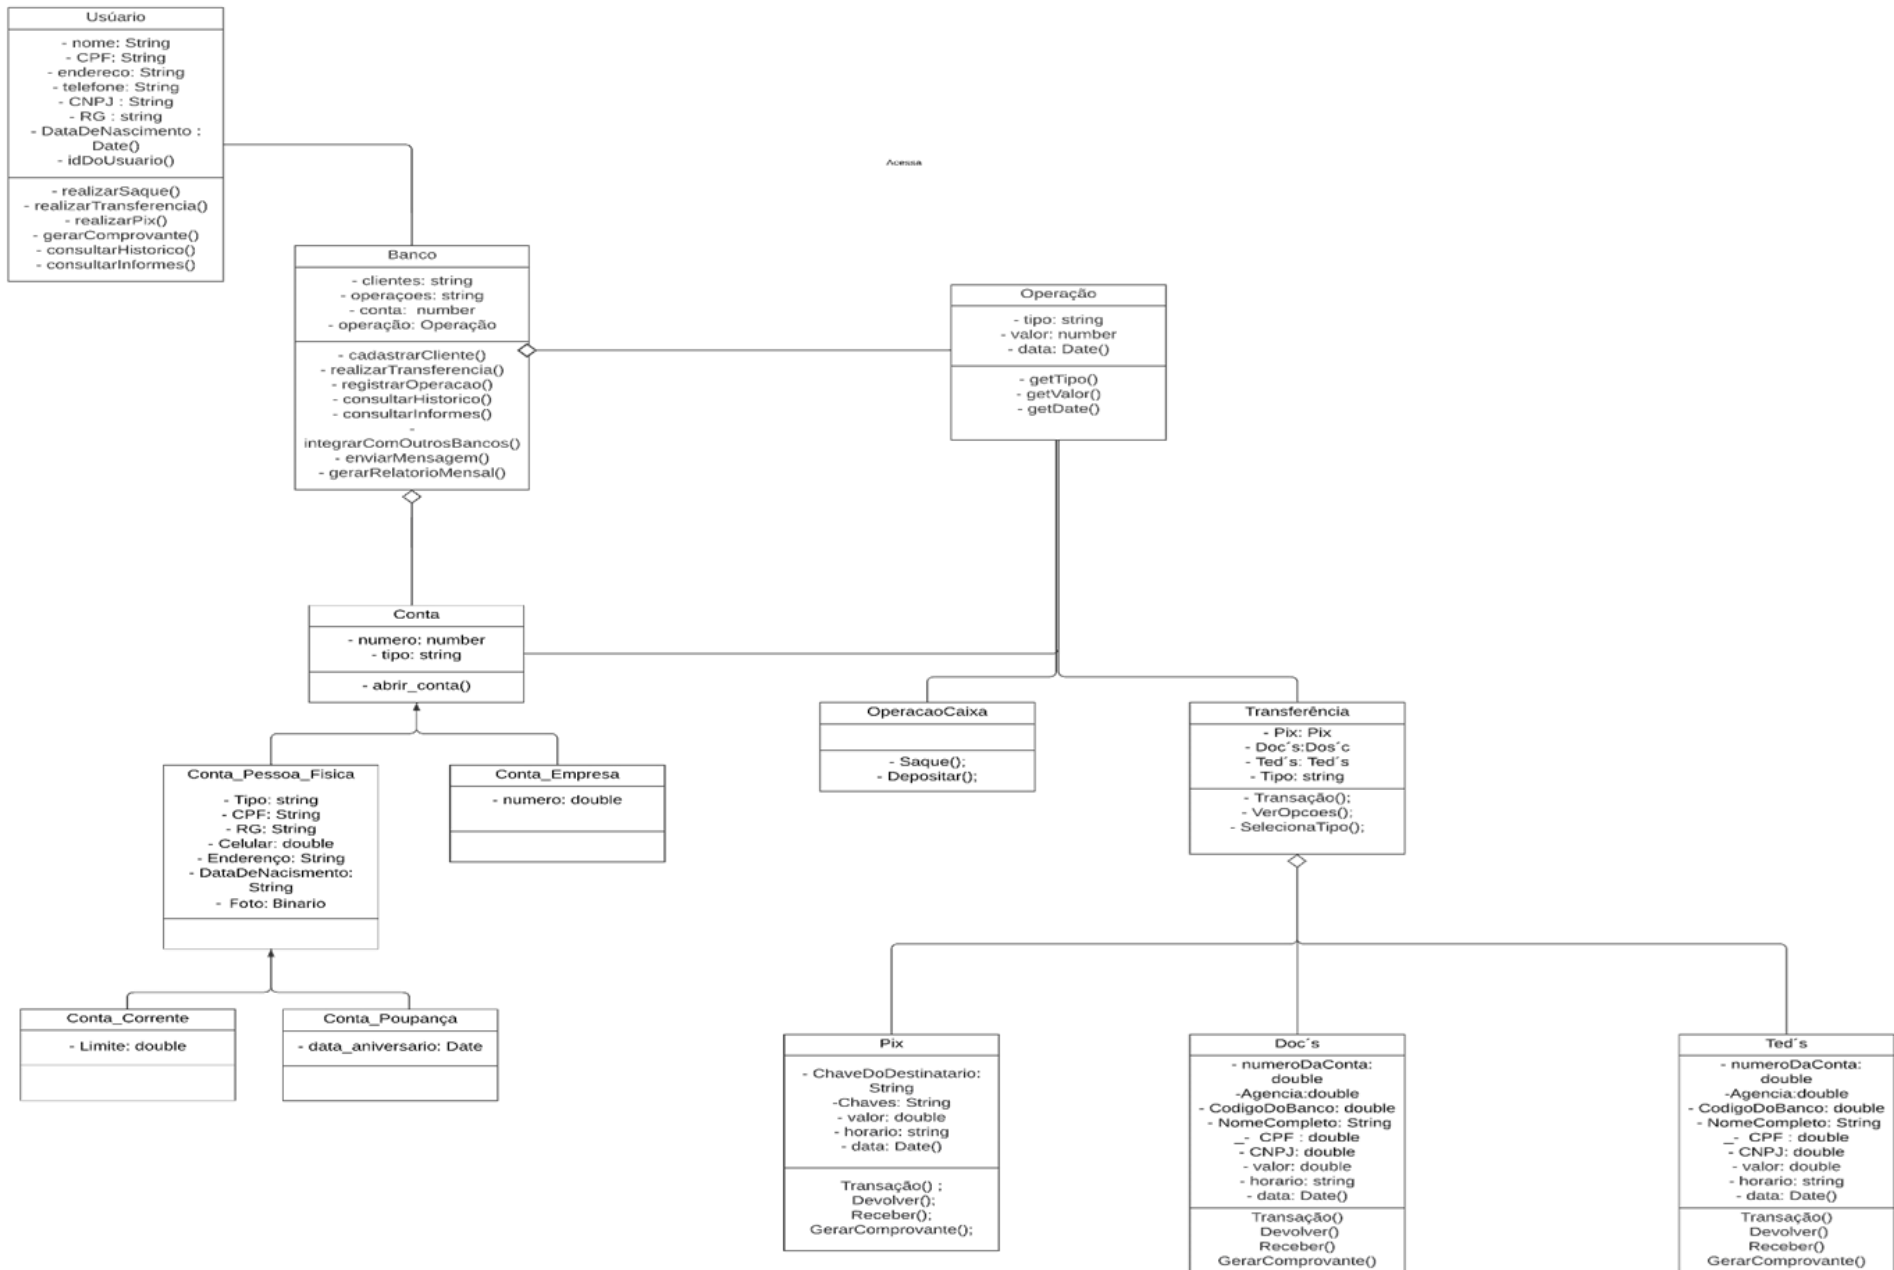 Usúario
- nome: String
- CPF: String
- endereco: String
- telefone: String
- CNPJ : String
- RG : string
- DataDeNascimento :
Date()
- idDoUsuario()
- realizarSaque()
- realizarTransferencia()
- realizarPix()
- gerarComprovante()
- consultarHistorico()
- consultarInformes()
Acessa
Banco
- clientes: string
- operaçoes: string
- conta:  number
- operação: Operação
- cadastrarCliente()
- realizarTransferencia()
- registrarOperacao()
- consultarHistorico()
- consultarInformes()
-
integrarComOutrosBancos()
- enviarMensagem()
- gerarRelatorioMensal()
Operação
- tipo: string
- valor: number
- data: Date()
- getTipo()
- getValor()
- getDate()
Conta
- numero: number
- tipo: string
- abrir_conta()
OperacaoCaixa
- Saque();
- Depositar();
Transferência
- Pix: Pix
- Doc´s:Dos´c
- Ted´s: Ted´s
- Tipo: string
- Transação();
- VerOpcoes();
- SelecionaTipo();
Conta_Pessoa_Fisica
- Tipo: string
- CPF: String
- RG: String
- Celular: double
- Enderenço: String
- DataDeNacismento:
String
- Foto: Binario
Conta_Empresa
- numero: double
Conta_Corrente
- Limite: double
Conta_Poupança
- data_aniversario: Date
Pix
- ChaveDoDestinatario:
String
-Chaves: String
- valor: double
- horario: string
- data: Date()
Transação() ;
Devolver();
Receber();
GerarComprovante();
Doc´s
- numeroDaConta:
double
-Agencia:double
- CodigoDoBanco: double
- NomeCompleto: String
_- CPF : double
- CNPJ: double
- valor: double
- horario: string
- data: Date()
Transação()
Devolver()
Receber()
GerarComprovante()
Ted´s
- numeroDaConta:
double
-Agencia:double
- CodigoDoBanco: double
- NomeCompleto: String
_- CPF : double
- CNPJ: double
- valor: double
- horario: string
- data: Date()
Transação()
Devolver()
Receber()
GerarComprovante()